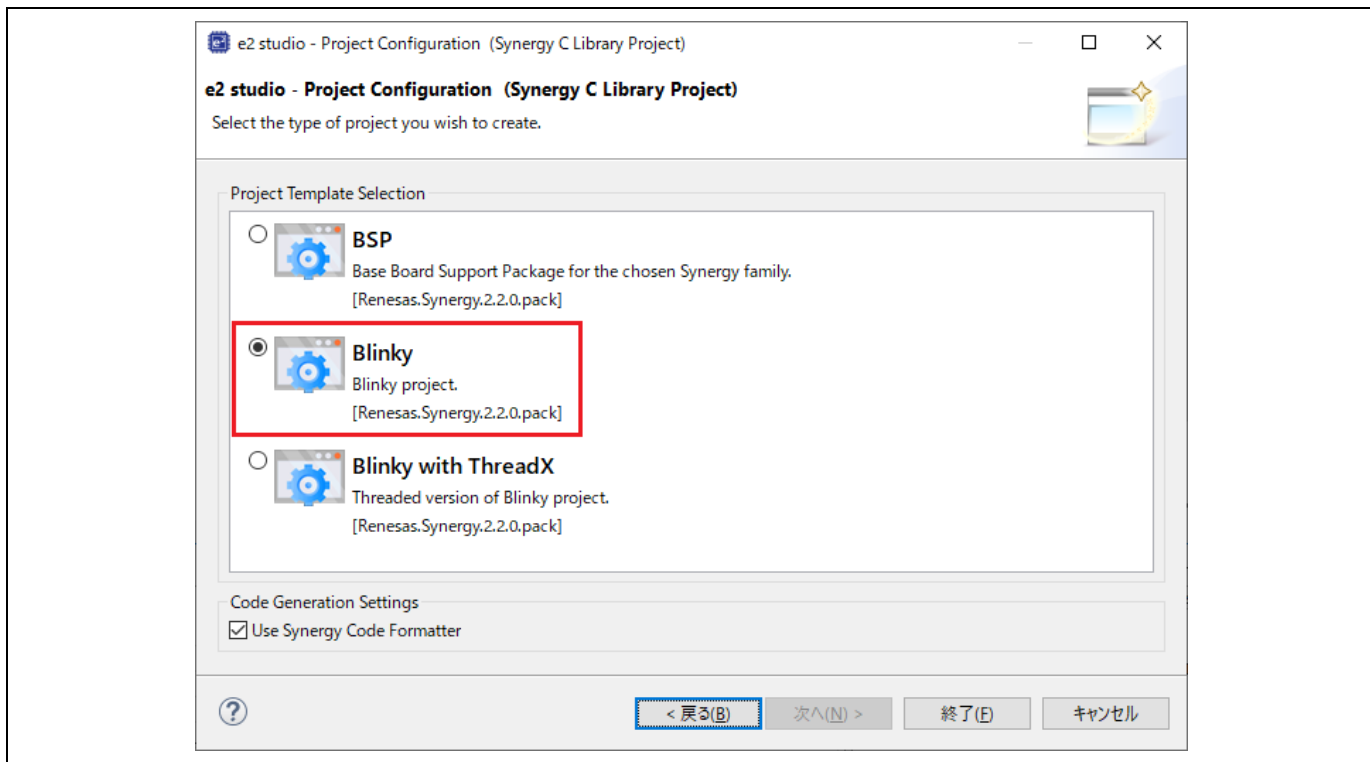 e2 studio - Project Configuration (Synergy C Library Project)
e2 studio - Project Configuration (Synergy C Library Project)
Select the type of project you wish to create.
Project Template Selection
BSP
Base Board Support Package for the chosen Synergy family.
[Renesas.Synergy.2.2.0.pack]
Blinky
Blinky project.
[Renesas.Synergy.2.2.0.pack]
Blinky with ThreadX
Threaded version of Blinky project.
[Renesas.Synergy.2.2.0.pack]
Code Generation Settings
Use Synergy Code Formatter
? < 戻る(B) 次へ(N) > 終了(F) キャンセル